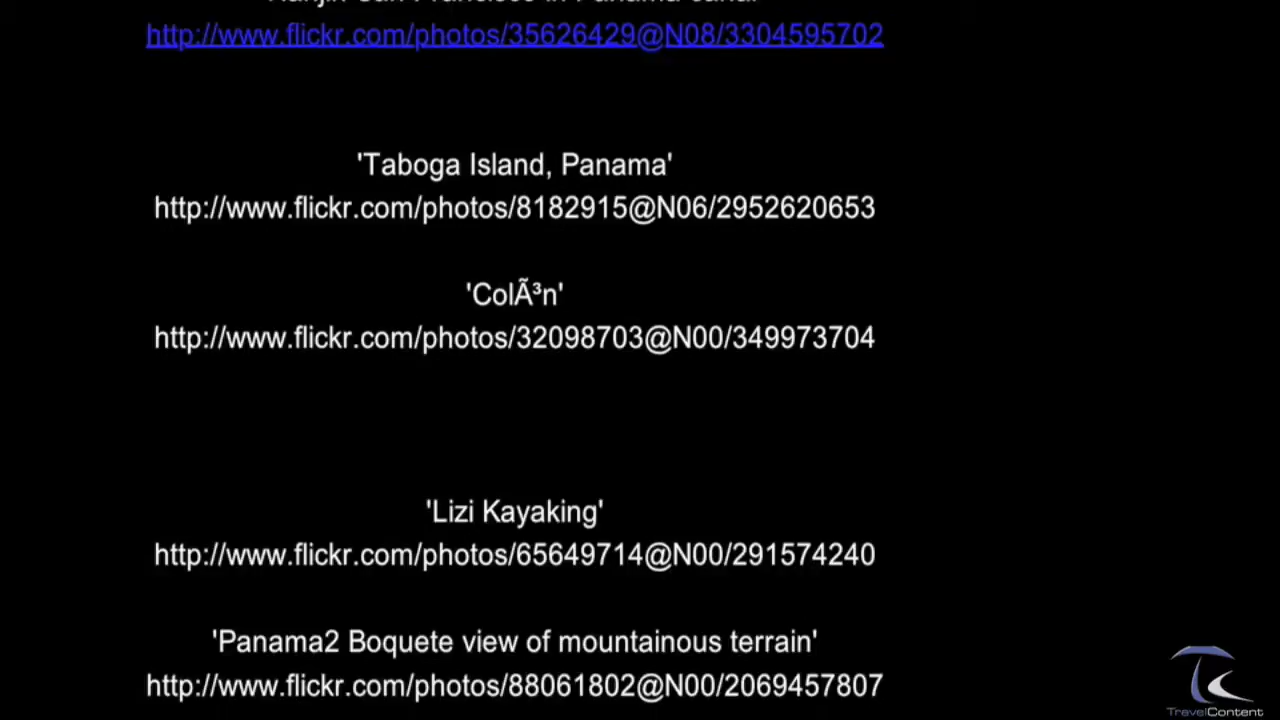 http://www.flickr.com/photos/35626429@N08/3304595702
'Taboga Island, Panama'
http://www.flickr.com/photos/8182915@N06/2952620653
'ColÃ³n'
http://www.flickr.com/photos/32098703@N00/349973704
'Lizi Kayaking'
http://www.flickr.com/photos/65649714@N00/291574240
'Panama2 Boquete view of mountainous terrain'
http://www.flickr.com/photos/88061802@N00/2069457807
TravelContent